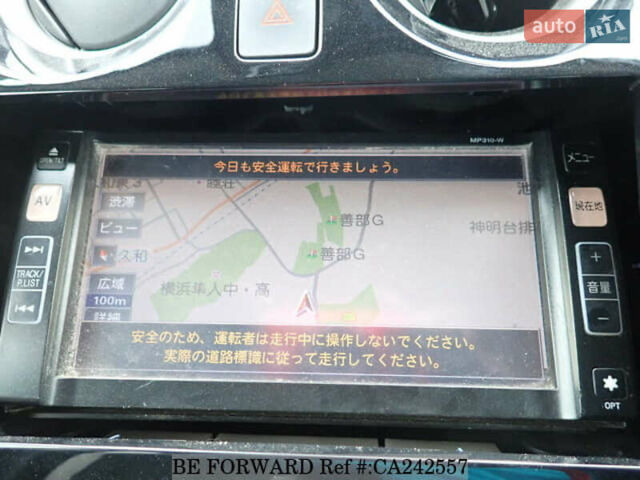 auto RIA
MP310-W
OPEN/TILT
メニュー
今日も安全運転で行きましょう。
AV
現在地
渋滞
池
善部G
神明台排
ビュー
久和
善部G
TRACK/
P.LIST
広域
横浜隼人中・高
音量
100m
詳細
安全のため、運転者は走行中に操作しないでください。
実際の道路標識に従って走行してください。
OPT
BE FORWARD Ref #:CA242557